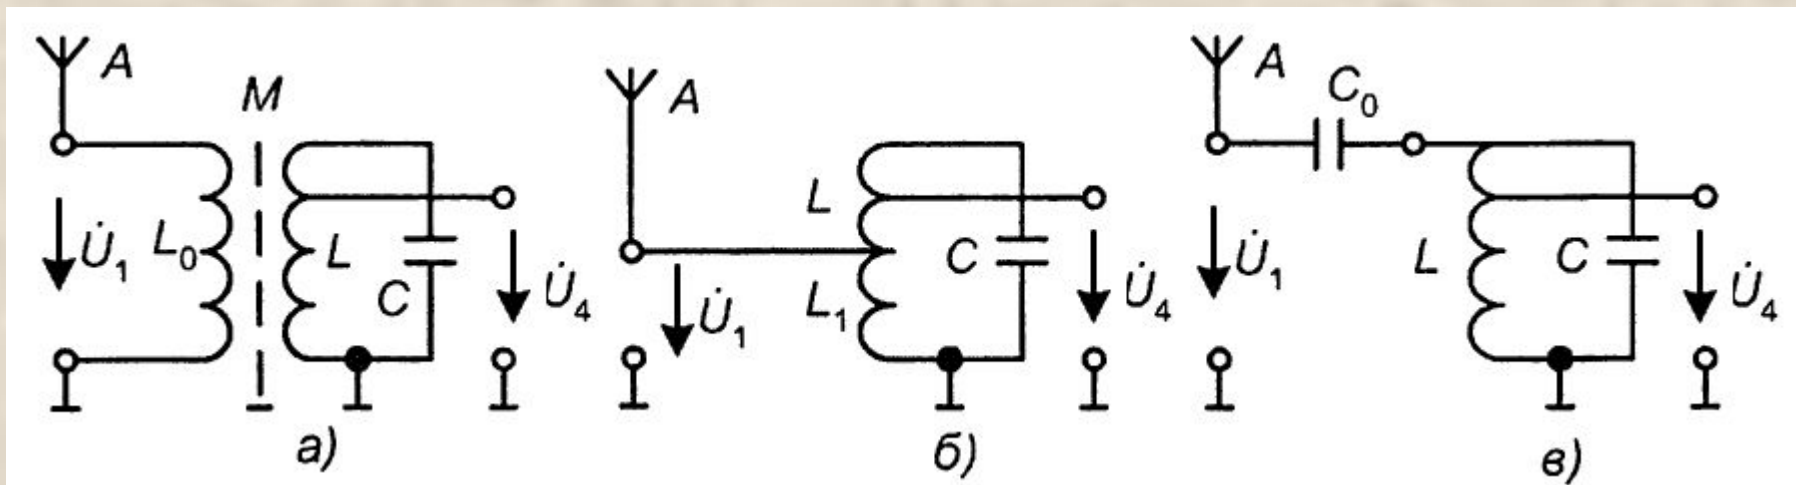 A M U̇₁ L₀ L C U̇₄
а)
A L L₁ C U̇₁ U̇₄
б)
A C₀ U̇₁ L C U̇₄
в)